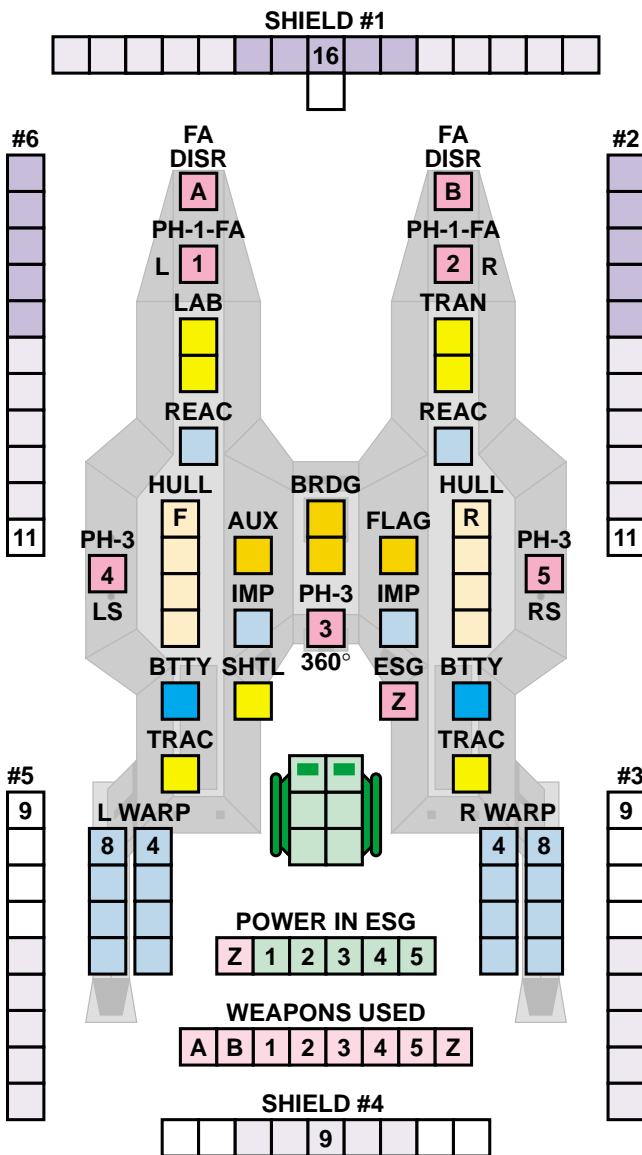 SHIELD #1
16
#6
#2
FA
DISR
FA
DISR
A
B
PH-1-FA
PH-1-FA
L 1
2 R
LAB
TRAN
REAC
REAC
HULL
BRDG
HULL
F
R
AUX
FLAG
11
11
PH-3
PH-3
4
5
LS
RS
IMP
PH-3
IMP
3
360°
BTTY
SHTL
ESG
BTTY
Z
TRAC
TRAC
#5
#3
9
9
L WARP
R WARP
8 4
4 8
POWER IN ESG
Z 1 2 3 4 5
WEAPONS USED
A B 1 2 3 4 5 Z
SHIELD #4
9